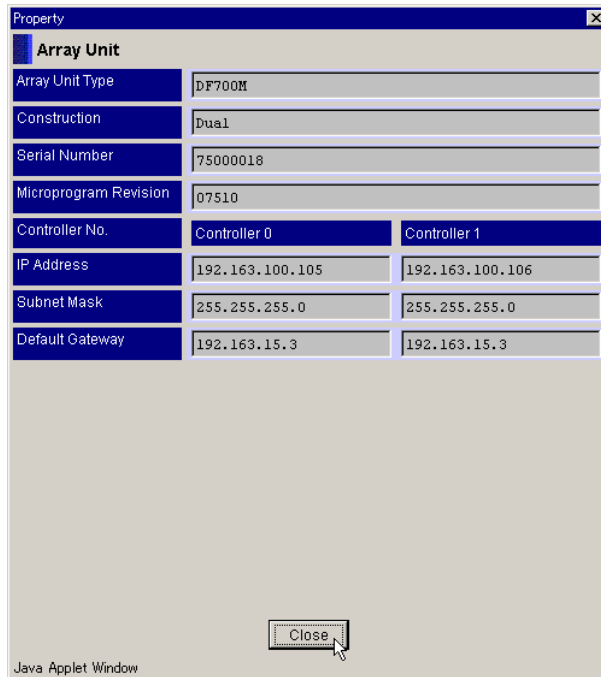 Property
Array Unit
Array Unit Type DF700M
Construction Dual
Serial Number 75000018
Microprogram Revision 07510
Controller No. Controller 0 Controller 1
IP Address 192.163.100.105 192.163.100.106
Subnet Mask 255.255.255.0 255.255.255.0
Default Gateway 192.163.15.3 192.163.15.3
Close
Java Applet Window